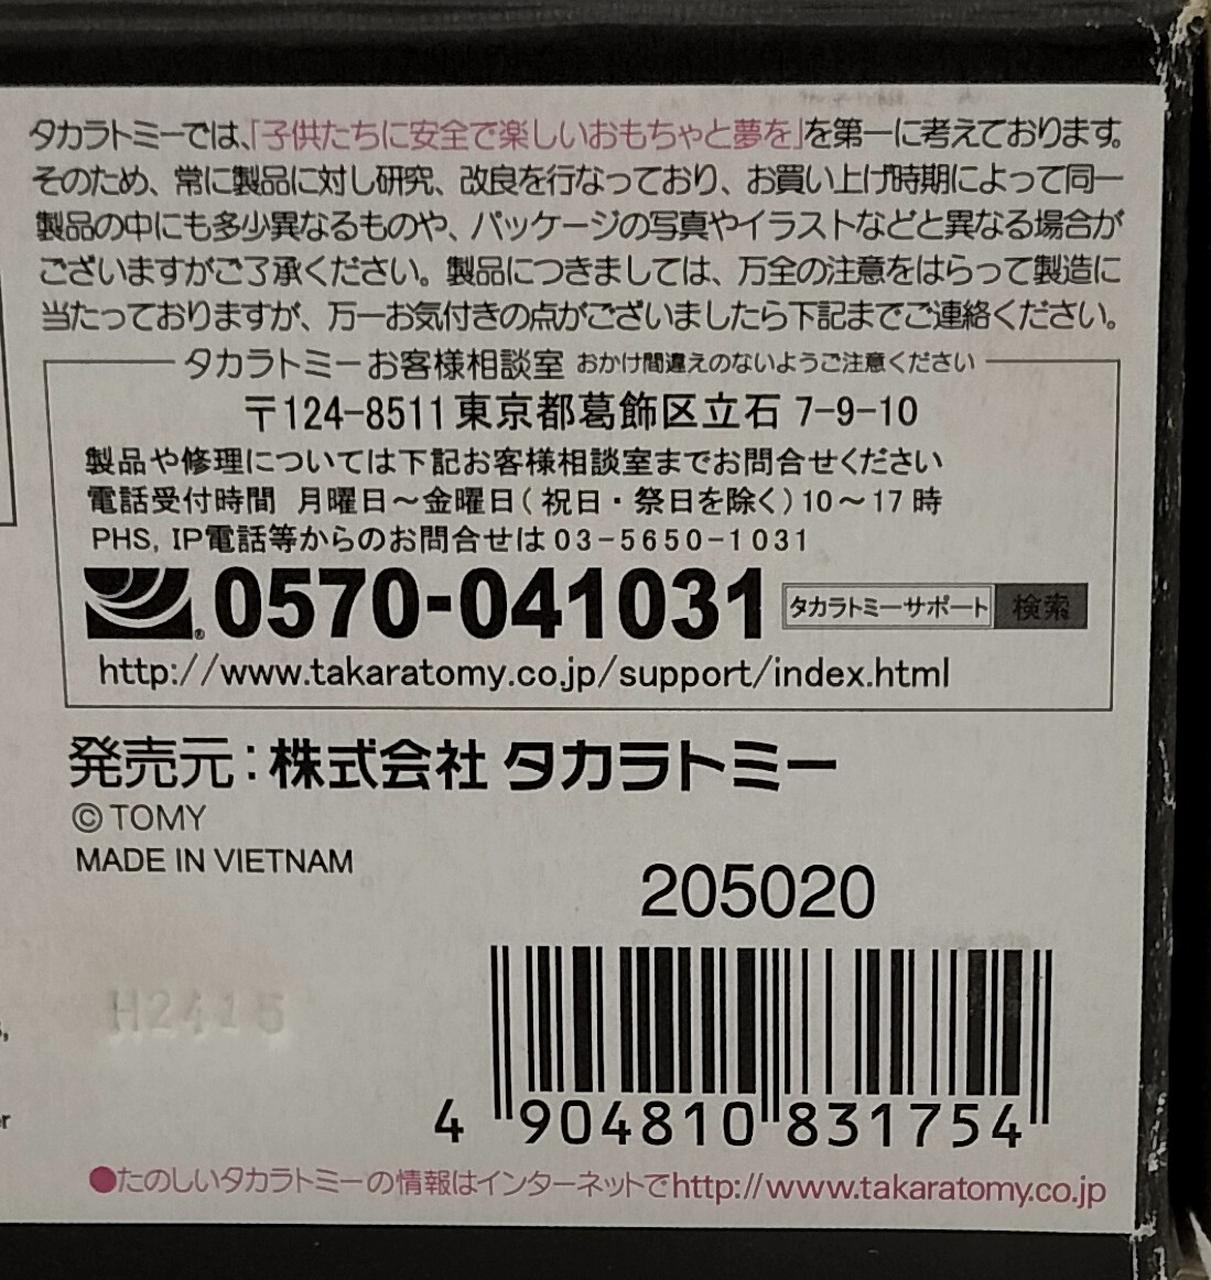 タカラトミーでは、「子供たちに安全で楽しいおもちゃと夢を」を第一に考えております。
そのため、常に製品に対し研究、改良を行なっており、お買い上げ時期によって同一
製品の中にも多少異なるものや、パッケージの写真やイラストなどと異なる場合が
ございますがご了承ください。製品につきましては、万全の注意をはらって製造に
当たっておりますが、万一お気付きの点がございましたら下記までご連絡ください。
タカラトミーお客様相談室 おかけ間違えのないようご注意ください
〒124-8511 東京都葛飾区立石 7-9-10
製品や修理については下記お客様相談室までお問合せください
電話受付時間 月曜日～金曜日(祝日・祭日を除く)10～17時
PHS, IP電話等からのお問合せは03-5650-1031
0570-041031 タカラトミーサポート 検索
http://www.takaratomy.co.jp/support/index.html
発売元:株式会社 タカラトミー
© TOMY
MADE IN VIETNAM
205020
H2415
4 904810 831754
●たのしいタカラトミーの情報はインターネットでhttp://www.takaratomy.co.jp